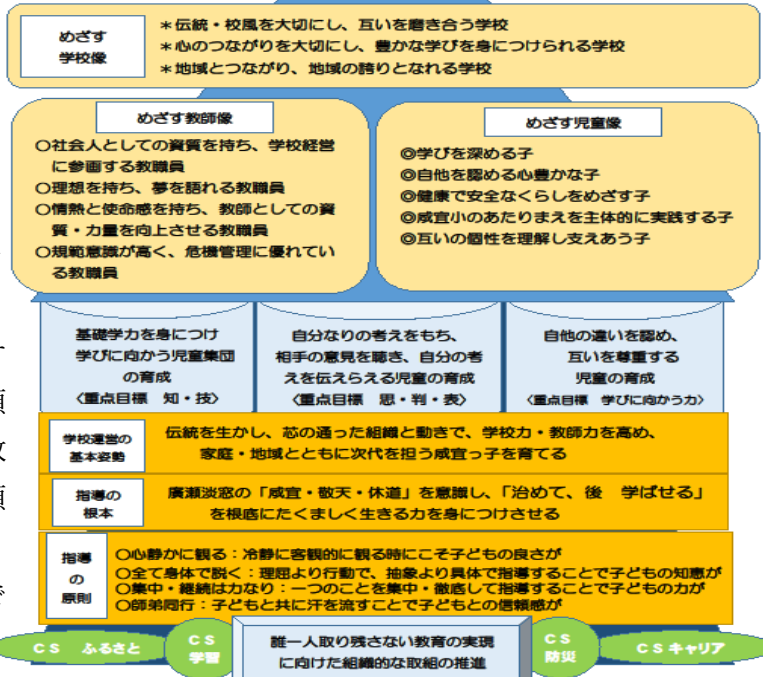 めざす
学校像
＊伝統・校風を大切にし、互いを磨き合う学校
＊心のつながりを大切にし、豊かな学びを身につけられる学校
＊地域とつながり、地域の誇りとなれる学校
めざす教師像
○社会人としての資質を持ち、学校経営
に参画する教職員
○理想を持ち、夢を語れる教職員
○情熱と使命感を持ち、教師としての資
質・力量を向上させる教職員
○規範意識が高く、危機管理に優れてい
る教職員
めざす児童像
◎学びを深める子
◎自他を認める心豊かな子
◎健康で安全なくらしをめざす子
◎咸宜小のあたりまえを主体的に実践する子
◎互いの個性を理解し支えあう子
基礎学力を身につけ
学びに向かう児童集団
の育成
〈重点目標　知・技〉
自分なりの考えをもち、
相手の意見を聴き、自分の考
えを伝えらえる児童の育成
〈重点目標　思・判・表〉
自他の違いを認め、
互いを尊重する
児童の育成
〈重点目標　学びに向かう力〉
学校運営の
基本姿勢
伝統を生かし、芯の通った組織と動きで、学校力・教師力を高め、
家庭・地域とともに次代を担う咸宜っ子を育てる
指導の
根本
廣瀬淡窓の「咸宜・敬天・休道」を意識し、「治めて、後　学ばせる」
を根底にたくましく生きる力を身につけさせる
指導
の
原則
○心静かに観る：冷静に客観的に観る時にこそ子どもの良さが
○全て身体で説く：理屈より行動で、抽象より具体で指導することで子どもの知恵が
○集中・継続は力なり：一つのことを集中・徹底して指導することで子どもの力が
○師弟同行：子どもと共に汗を流すことで子どもとの信頼感が
ＣＳ　ふるさと
ＣＳ
学習
誰一人取り残さない教育の実現
に向けた組織的な取組の推進
ＣＳ
防災
ＣＳキャリア